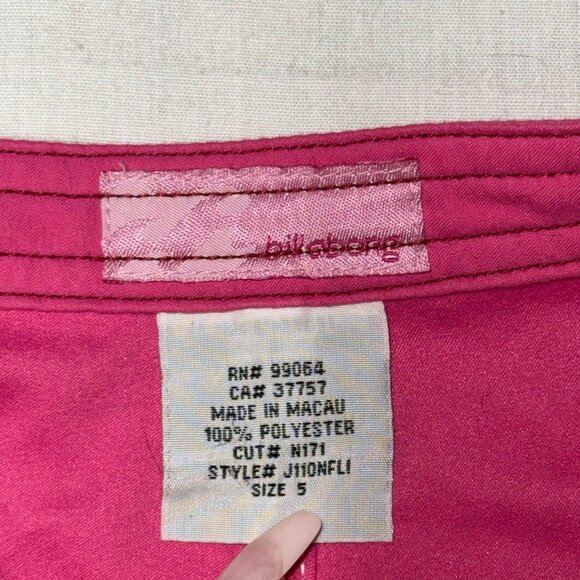 billabong
RN# 99064
CA# 37757
MADE IN MACAU
100% POLYESTER
CUT# N171
STYLE# J110NFLI
SIZE 5